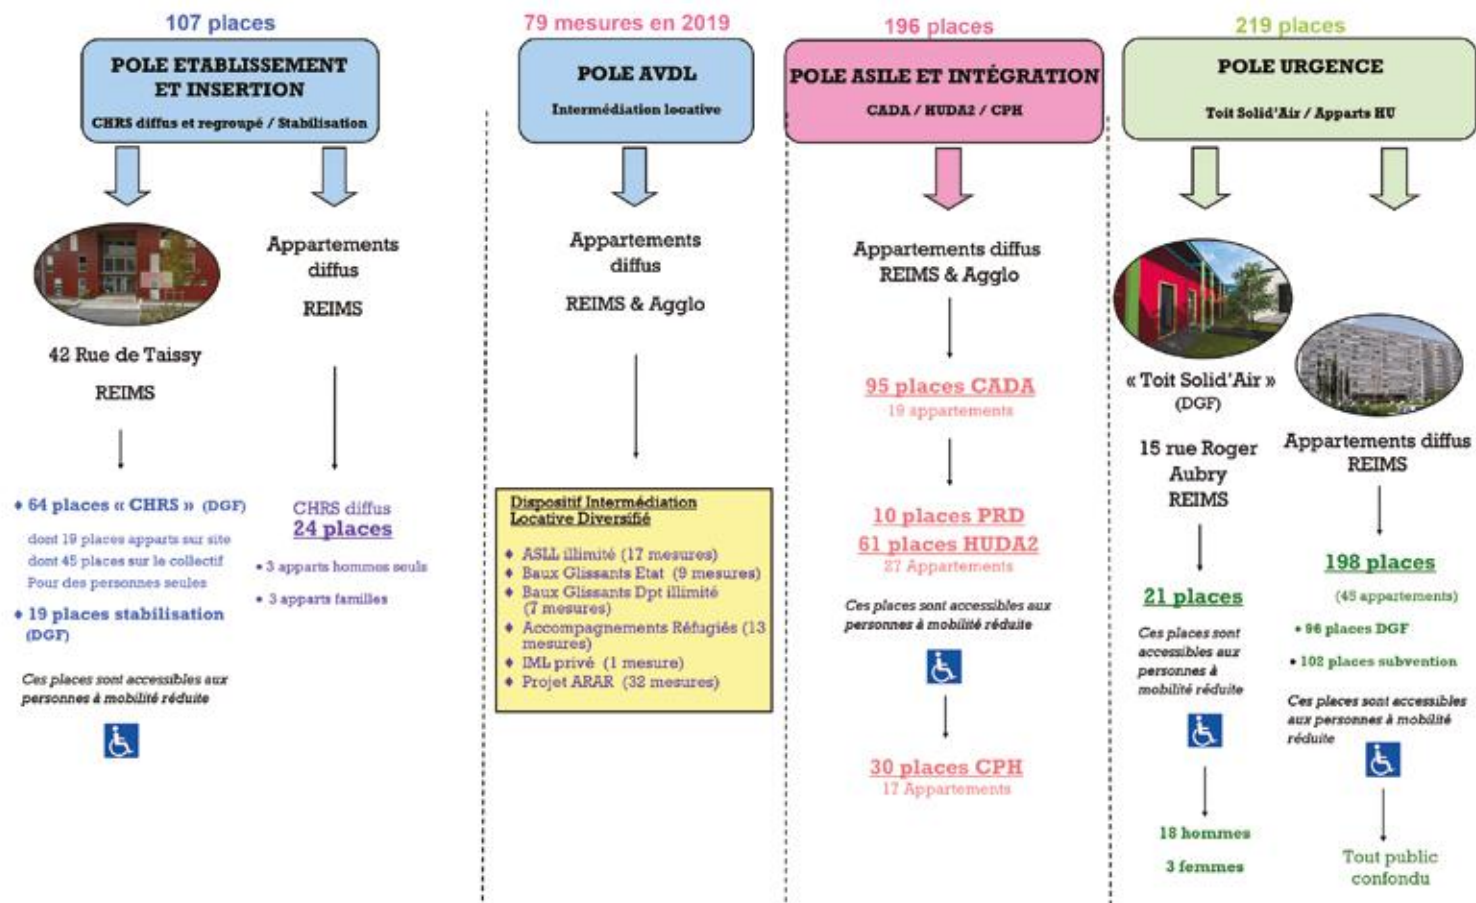 107 places
POLE ETABLISSEMENT
ET INSERTION
CHRS diffus et regroupé / Stabilisation
42 Rue de Taissy
REIMS
♦ 64 places « CHRS » (DGF)
dont 19 places apparts sur site
dont 45 places sur le collectif
Pour des personnes seules
♦ 19 places stabilisation
(DGF)
Ces places sont accessibles aux
personnes à mobilité réduite
Appartements
diffus
REIMS
CHRS diffus
24 places
• 3 apparts hommes seuls
• 3 apparts familles
79 mesures en 2019
POLE AVDL
Intermédiation locative
Appartements
diffus
REIMS & Agglo
Dispositif Intermédiation
Locative Diversifié
♦ ASLL illimité (17 mesures)
♦ Baux Glissants Etat (9 mesures)
♦ Baux Glissants Dpt illimité
(7 mesures)
♦ Accompagnements Réfugiés (13
mesures)
♦ IML privé (1 mesure)
♦ Projet ARAR (32 mesures)
196 places
POLE ASILE ET INTÉGRATION
CADA / HUDA2 / CPH
Appartements diffus
REIMS & Agglo
95 places CADA
19 appartements
10 places PRD
61 places HUDA2
27 Appartements
Ces places sont accessibles aux
personnes à mobilité réduite
30 places CPH
17 Appartements
219 places
POLE URGENCE
Toit Solid'Air / Apparts HU
« Toit Solid'Air »
(DGF)
15 rue Roger
Aubry
REIMS
21 places
Ces places sont
accessibles aux
personnes à
mobilité réduite
18 hommes
3 femmes
Appartements diffus
REIMS
198 places
(45 appartements)
• 96 places DGF
• 102 places subvention
Ces places sont accessibles
aux personnes à mobilité
réduite
Tout public
confondu